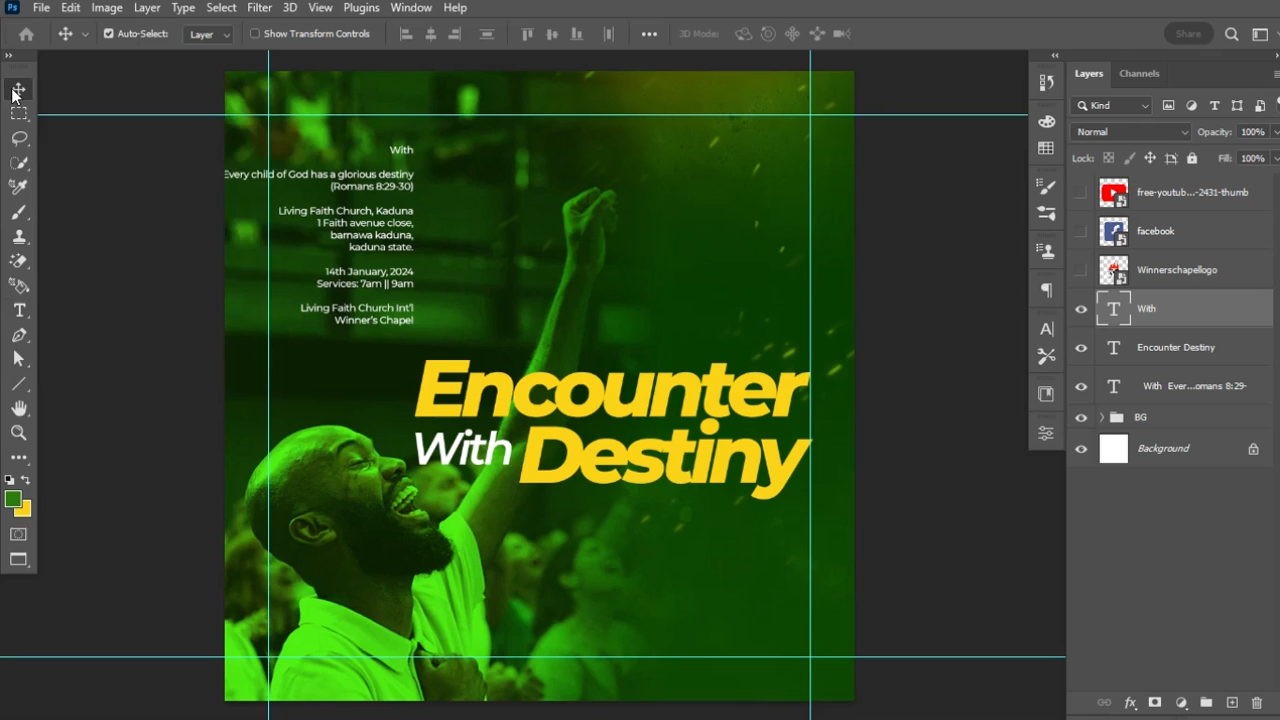 Ps File Edit Image Layer Type Select Filter 3D View Plugins Window Help
Auto-Select: Layer Show Transform Controls 3D Mode: Share
Layers Channels
Kind
Normal Opacity: 100%
Lock: Fill: 100%
free-youtub...-2431-thumb
facebook
Winnerschapellogo
With
Encounter Destiny
With Ever...omans 8:29-
BG
Background
With
Every child of God has a glorious destiny
(Romans 8:29-30)
Living Faith Church, Kaduna
1 Faith avenue close,
barnawa kaduna,
kaduna state.
14th January, 2024
Services: 7am || 9am
Living Faith Church Int'l
Winner's Chapel
Encounter
With Destiny